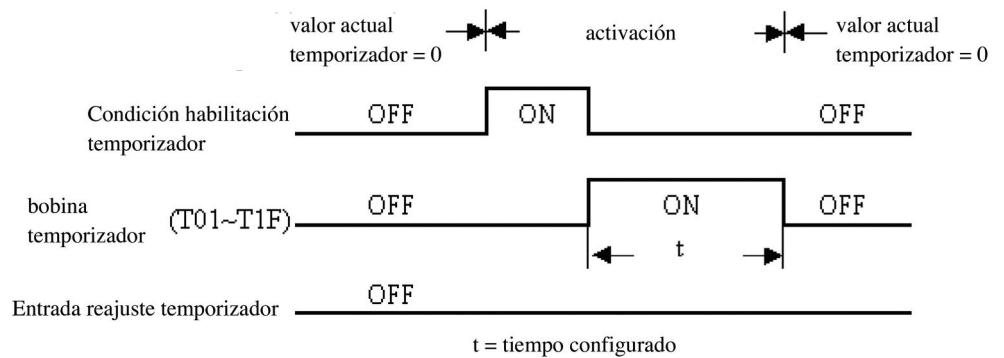 valor actual
temporizador = 0
activación
valor actual
temporizador = 0
Condición habilitación
temporizador
OFF
ON
OFF
bobina
temporizador
(T01~T1F)
OFF
ON
OFF
t
Entrada reajuste temporizador
OFF
t = tiempo configurado